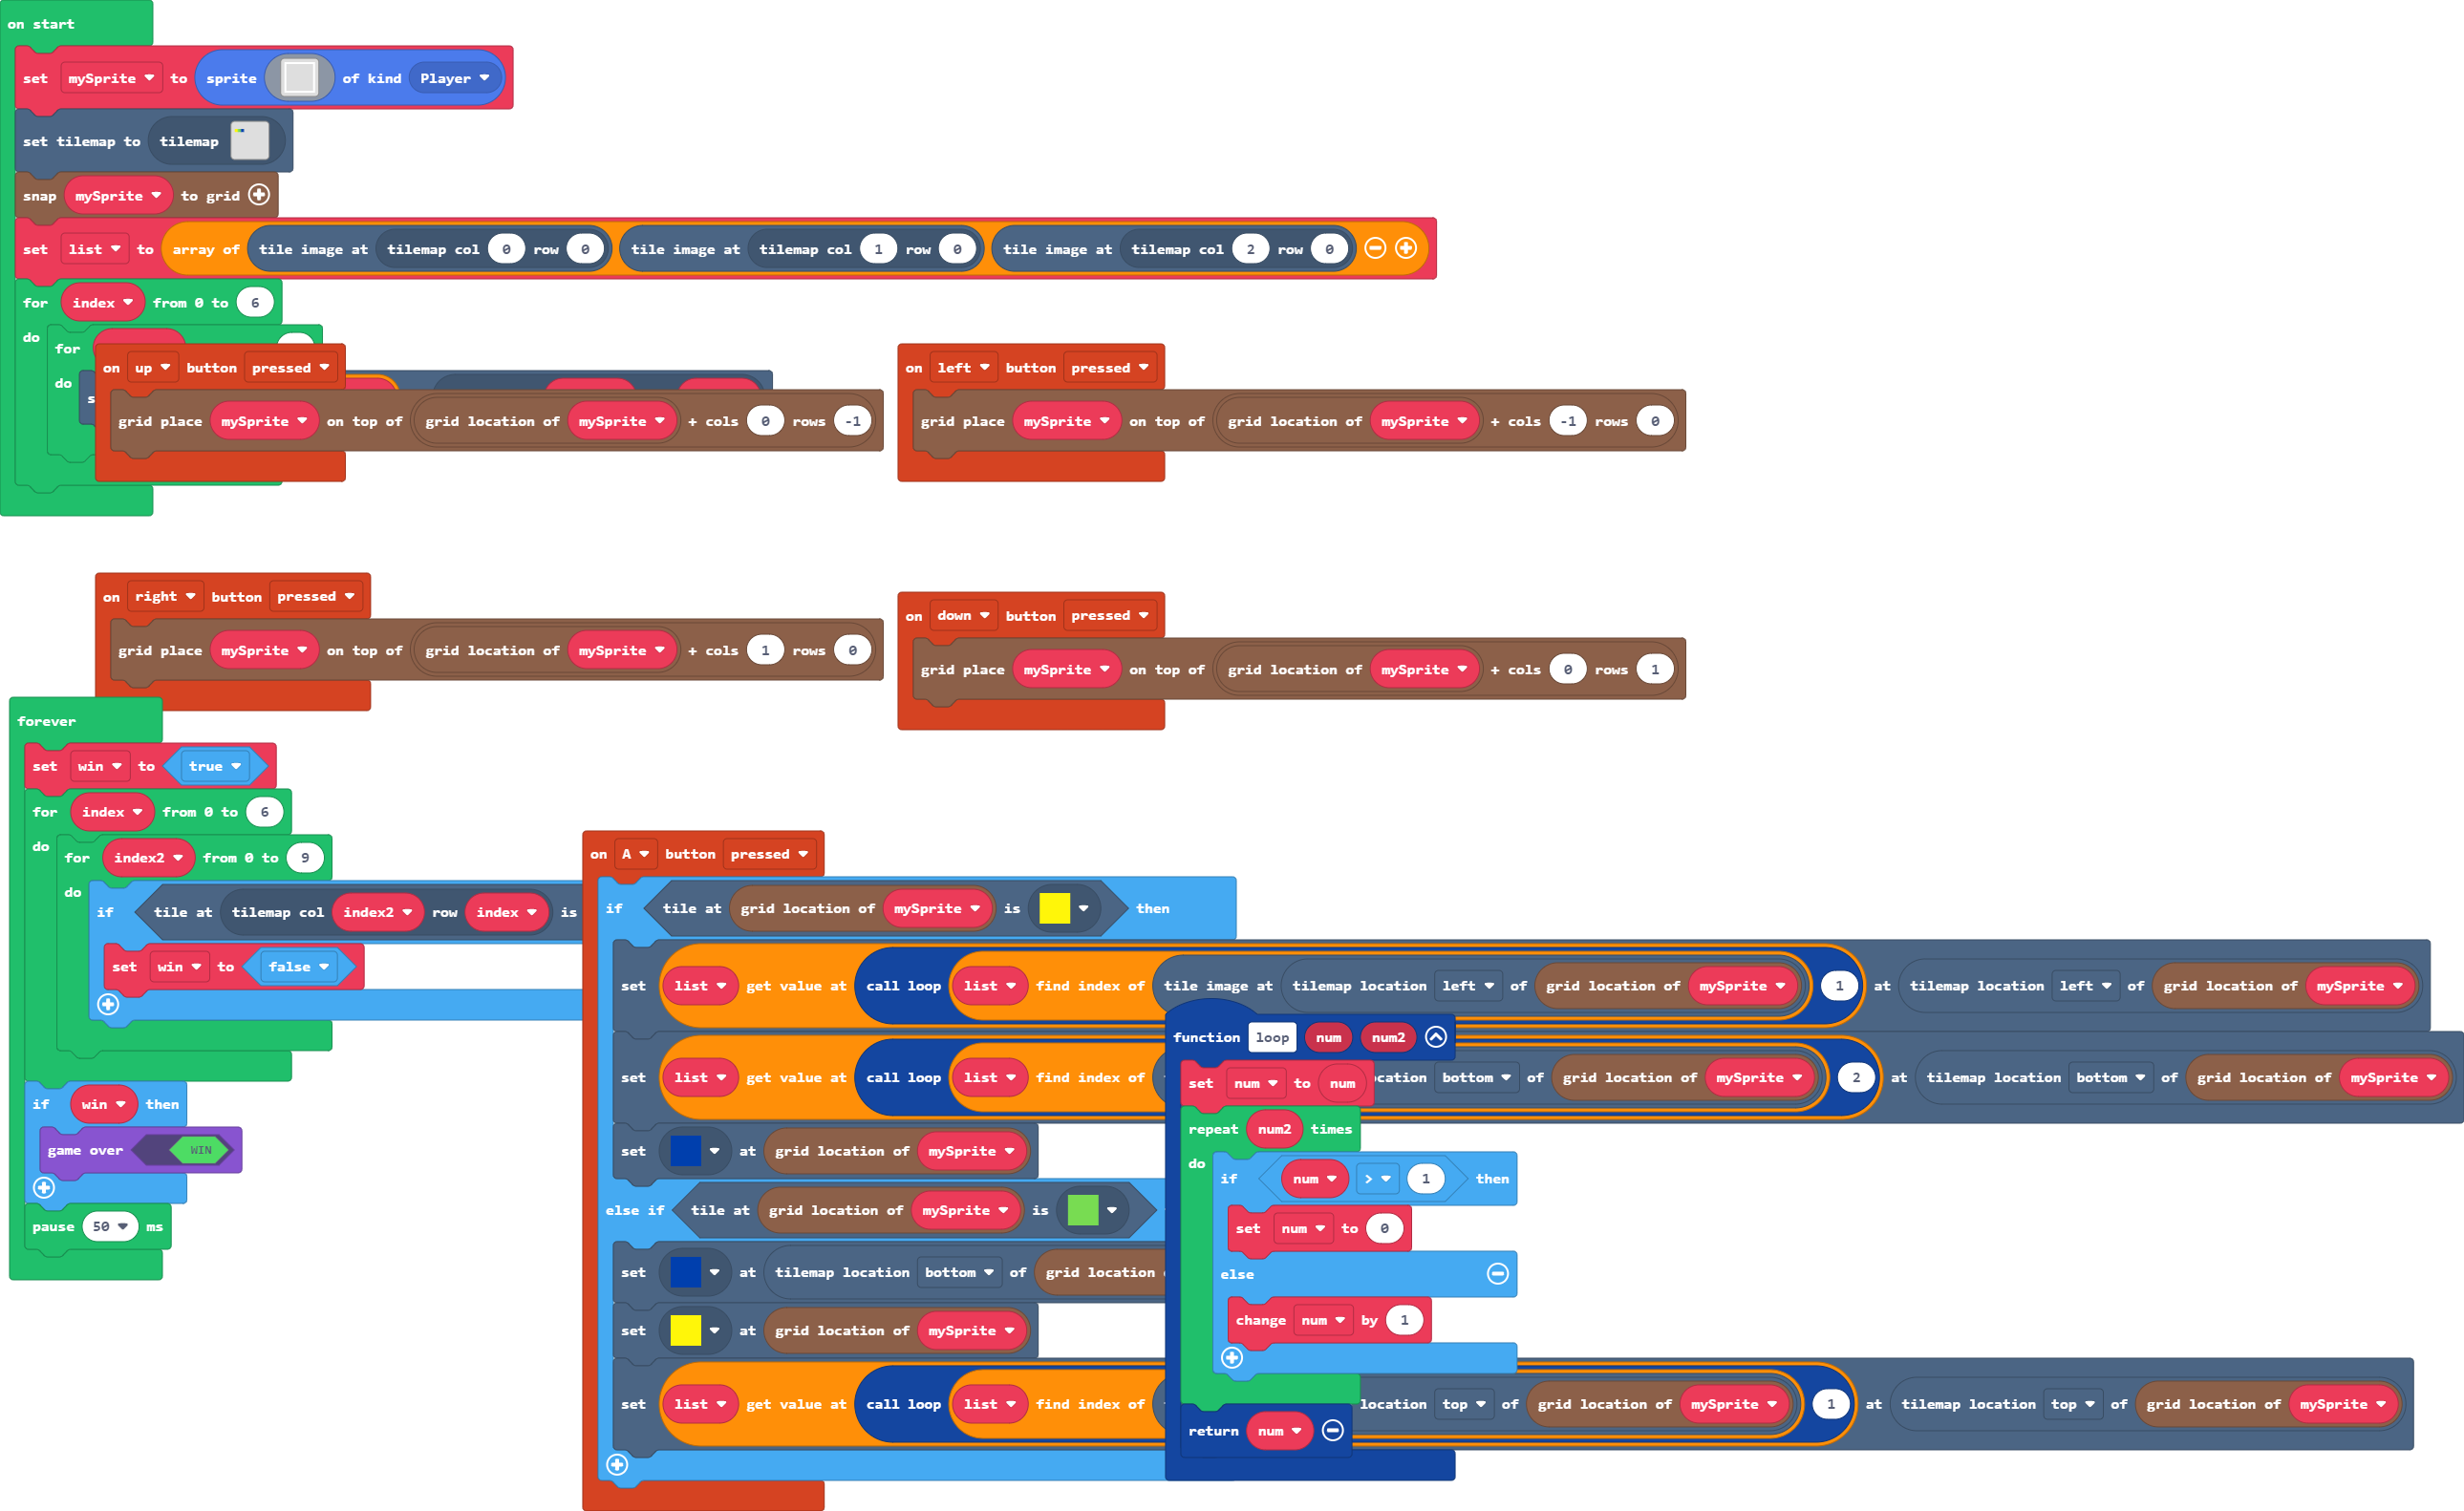 on start
set mySprite to sprite of kind Player
set tilemap to tilemap
snap mySprite to grid
set list to array of tile image at tilemap col 0 row 0 tile image at tilemap col 1 row 0 tile image at tilemap col 2 row 0
for index from 0 to 6
do for
do
on up button pressed
grid place mySprite on top of grid location of mySprite + cols 0 rows -1
on left button pressed
grid place mySprite on top of grid location of mySprite + cols -1 rows 0
on right button pressed
grid place mySprite on top of grid location of mySprite + cols 1 rows 0
on down button pressed
grid place mySprite on top of grid location of mySprite + cols 0 rows 1
forever
set win to true
for index from 0 to 6
do for index2 from 0 to 9
do if tile at tilemap col index2 row index is
set win to false
if win then
game over WIN
pause 50 ms
on A button pressed
if tile at grid location of mySprite is then
set list get value at call loop list find index of tile image at tilemap location left of grid location of mySprite 1 at tilemap location left of grid location of mySprite
set list get value at call loop list find index of bottom of grid location of mySprite 2 at tilemap location bottom of grid location of mySprite
set at grid location of mySprite
else if tile at grid location of mySprite is
set at tilemap location bottom of grid location
set at grid location of mySprite
set list get value at call loop list find index of location top of grid location of mySprite 1 at tilemap location top of grid location of mySprite
function loop num num2
set num to num
repeat num2 times
do if num > 1 then
set num to 0
else
change num by 1
return num